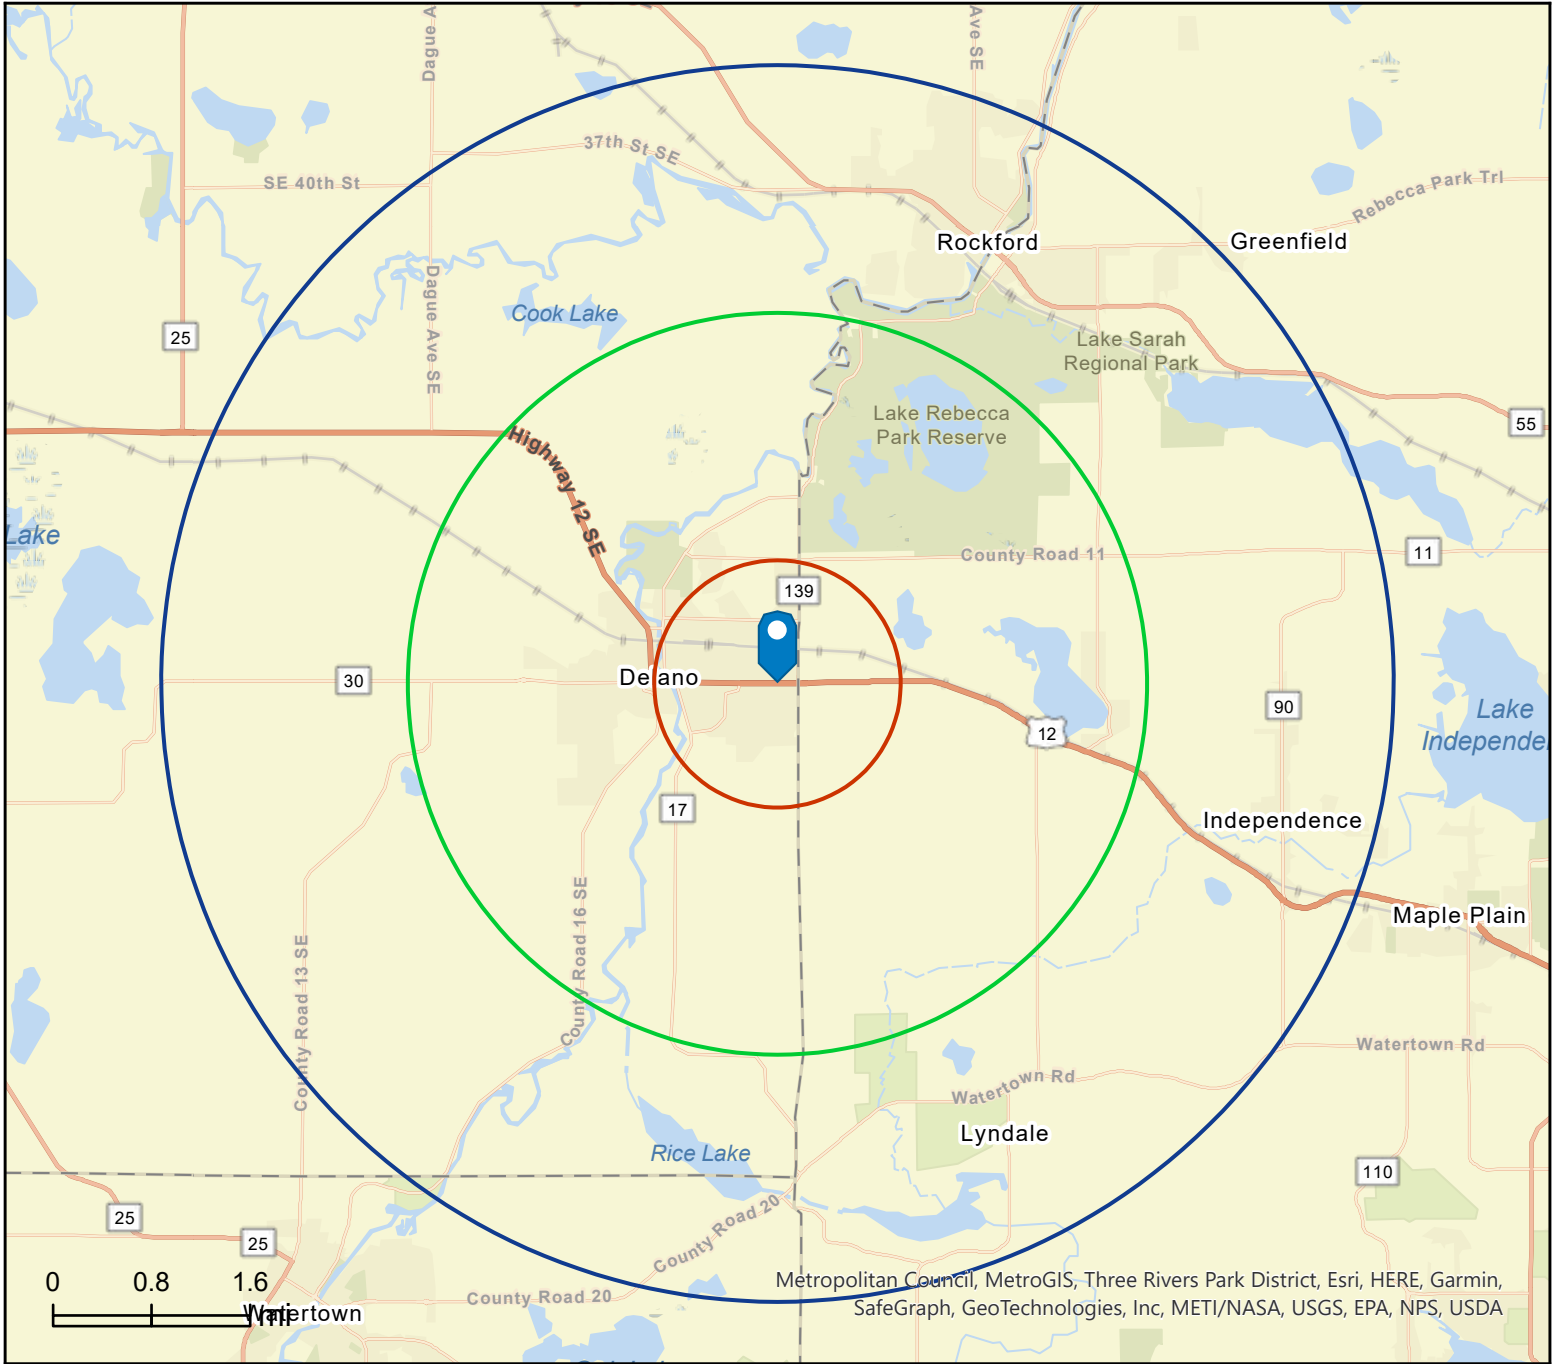 Dague A
Ave SE
37th St SE
SE 40th St
Rebecca Park Trl
Rockford
Greenfield
Dague Ave SE
Cook Lake
25
Lake Sarah
Regional Park
Lake Rebecca
Park Reserve
55
Highway 12 SE
Lake
County Road 11
11
139
Delano
30
90
Lake
Independe
12
17
Independence
County Road 16 SE
Maple Plain
County Road 13 SE
Watertown Rd
Watertown Rd
Lyndale
Rice Lake
110
25
25
County Road 20
0 0.8 1.6
mi
Watertown
County Road 20
Metropolitan Council, MetroGIS, Three Rivers Park District, Esri, HERE, Garmin,
SafeGraph, GeoTechnologies, Inc, METI/NASA, USGS, EPA, NPS, USDA